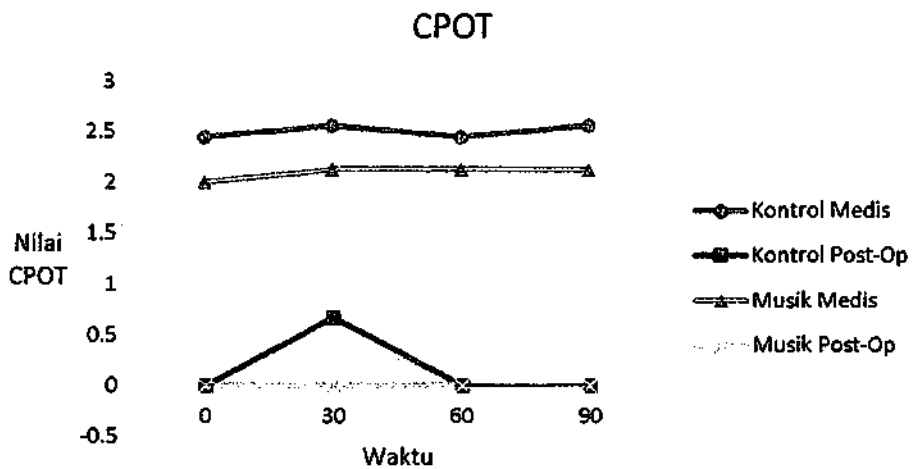 CPOT
3
2.5
2
1.5
Nilai
CPOT
1
0.5
0
-0.5
0 30 60 90
Waktu
Kontrol Medis
Kontrol Post-Op
Musik Medis
Musik Post-Op